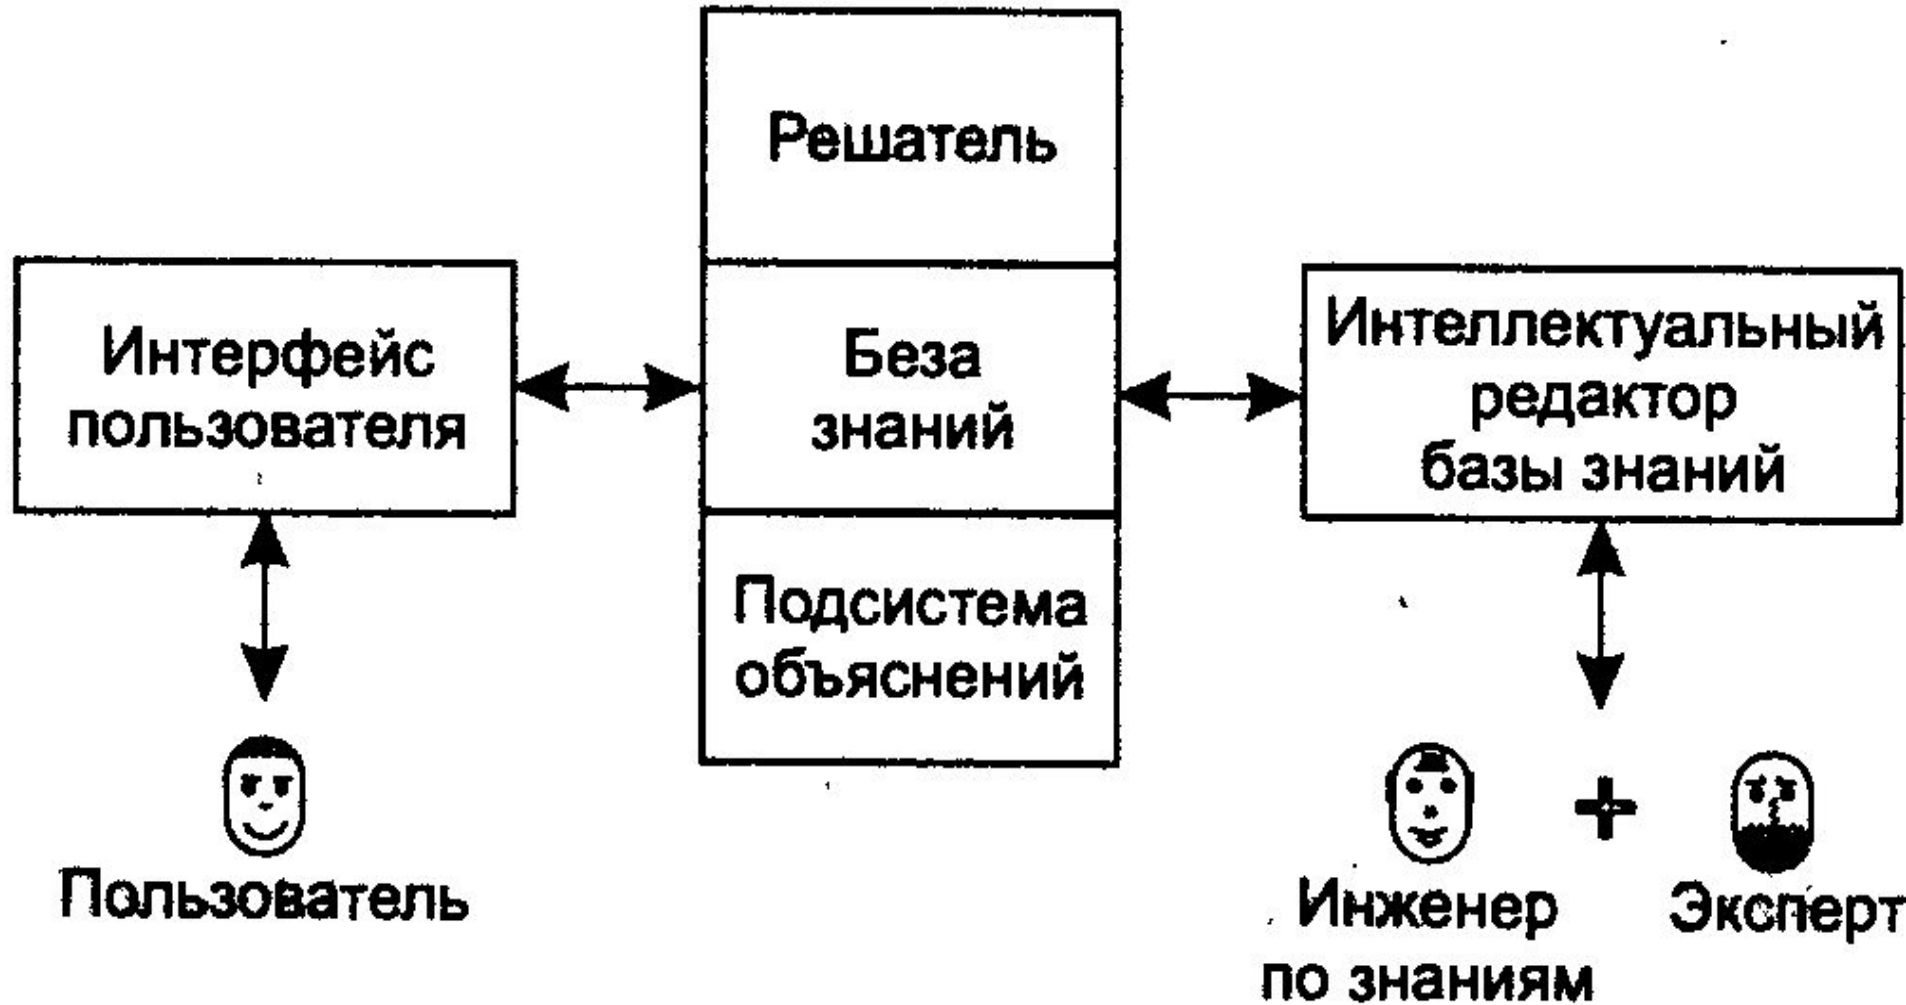 Решатель
Интерфейс
пользователя
Беза
знаний
Интеллектуальный
редактор
базы знаний
Подсистема
объяснений
Пользователь
Инженер
по знаниям
Эксперт